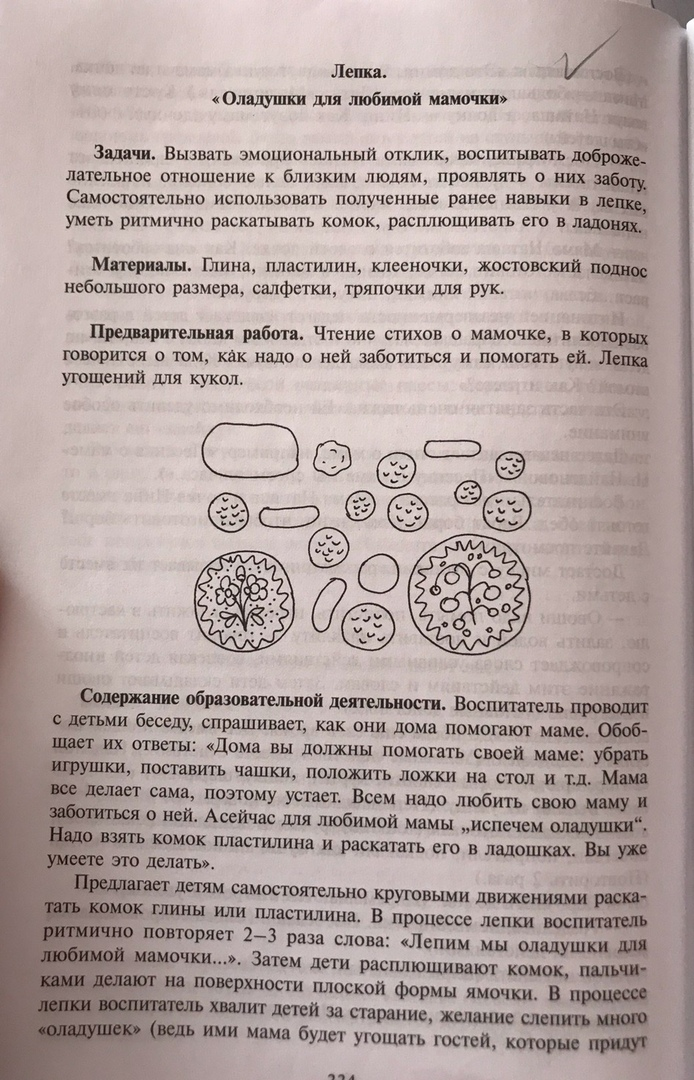 Лепка.
«Оладушки для любимой мамочки»
Задачи. Вызвать эмоциональный отклик, воспитывать доброже-
лательное отношение к близким людям, проявлять о них заботу.
Самостоятельно использовать полученные ранее навыки в лепке,
уметь ритмично раскатывать комок, расплющивать его в ладонях.
Материалы. Глина, пластилин, клееночки, жостовский поднос
небольшого размера, салфетки, тряпочки для рук.
Предварительная работа. Чтение стихов о мамочке, в которых
говорится о том, как надо о ней заботиться и помогать ей. Лепка
угощений для кукол.
Содержание образовательной деятельности. Воспитатель проводит
с детьми беседу, спрашивает, как они дома помогают маме. Обоб-
щает их ответы: «Дома вы должны помогать своей маме: убрать
игрушки, поставить чашки, положить ложки на стол и т.д. Мама
все делает сама, поэтому устает. Всем надо любить свою маму и
заботиться о ней. Асейчас для любимой мамы „испечем оладушки“.
Надо взять комок пластилина и раскатать его в ладошках. Вы уже
умеете это делать».
Предлагает детям самостоятельно круговыми движениями раска-
тать комок глины или пластилина. В процессе лепки воспитатель
ритмично повторяет 2–3 раза слова: «Лепим мы оладушки для
любимой мамочки...». Затем дети расплющивают комок, пальчи-
ками делают на поверхности плоской формы ямочки. В процессе
лепки воспитатель хвалит детей за старание, желание слепить много
«оладушек» (ведь ими мама будет угощать гостей, которые придут